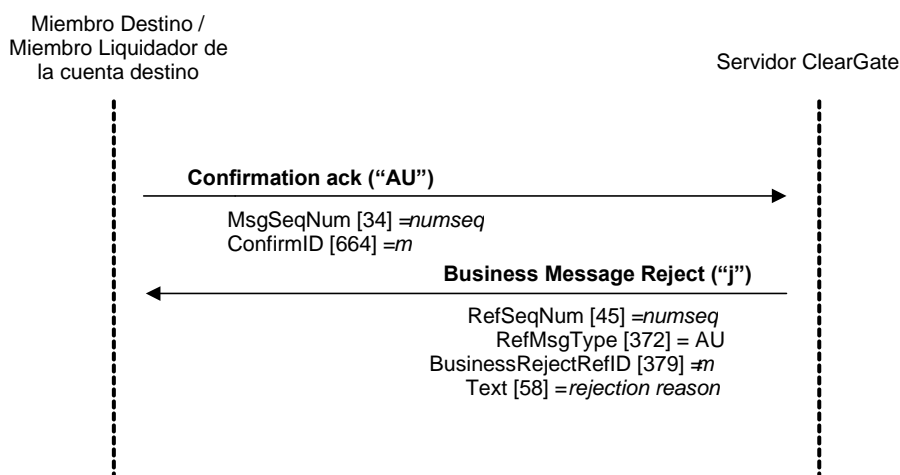 Miembro Destino /
Miembro Liquidador de
la cuenta destino
Servidor ClearGate
Confirmation ack (“AU”)
MsgSeqNum [34] =numseq
ConfirmID [664] =m
Business Message Reject (“j”)
RefSeqNum [45] =numseq
RefMsgType [372] = AU
BusinessRejectRefID [379] =m
Text [58] =rejection reason